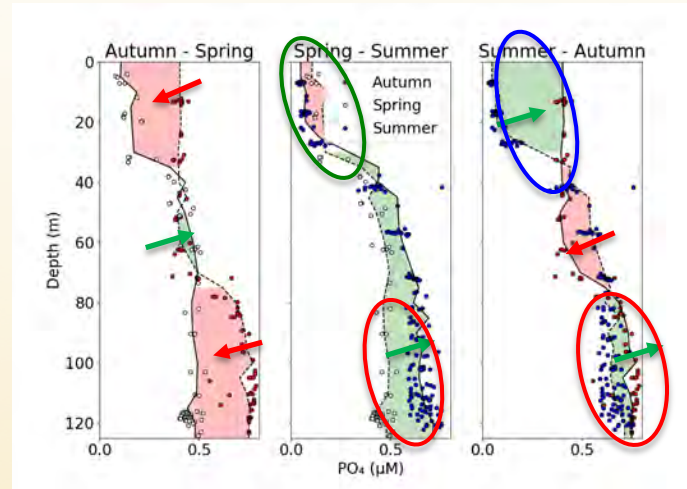 Autumn - Spring
Spring - Summer
Summer - Autumn
0
20
40
60
80
100
120
Depth (m)
Autumn
Spring
Summer
0.0
0.5
0.0
0.5
0.0
0.5
PO₄ (μM)